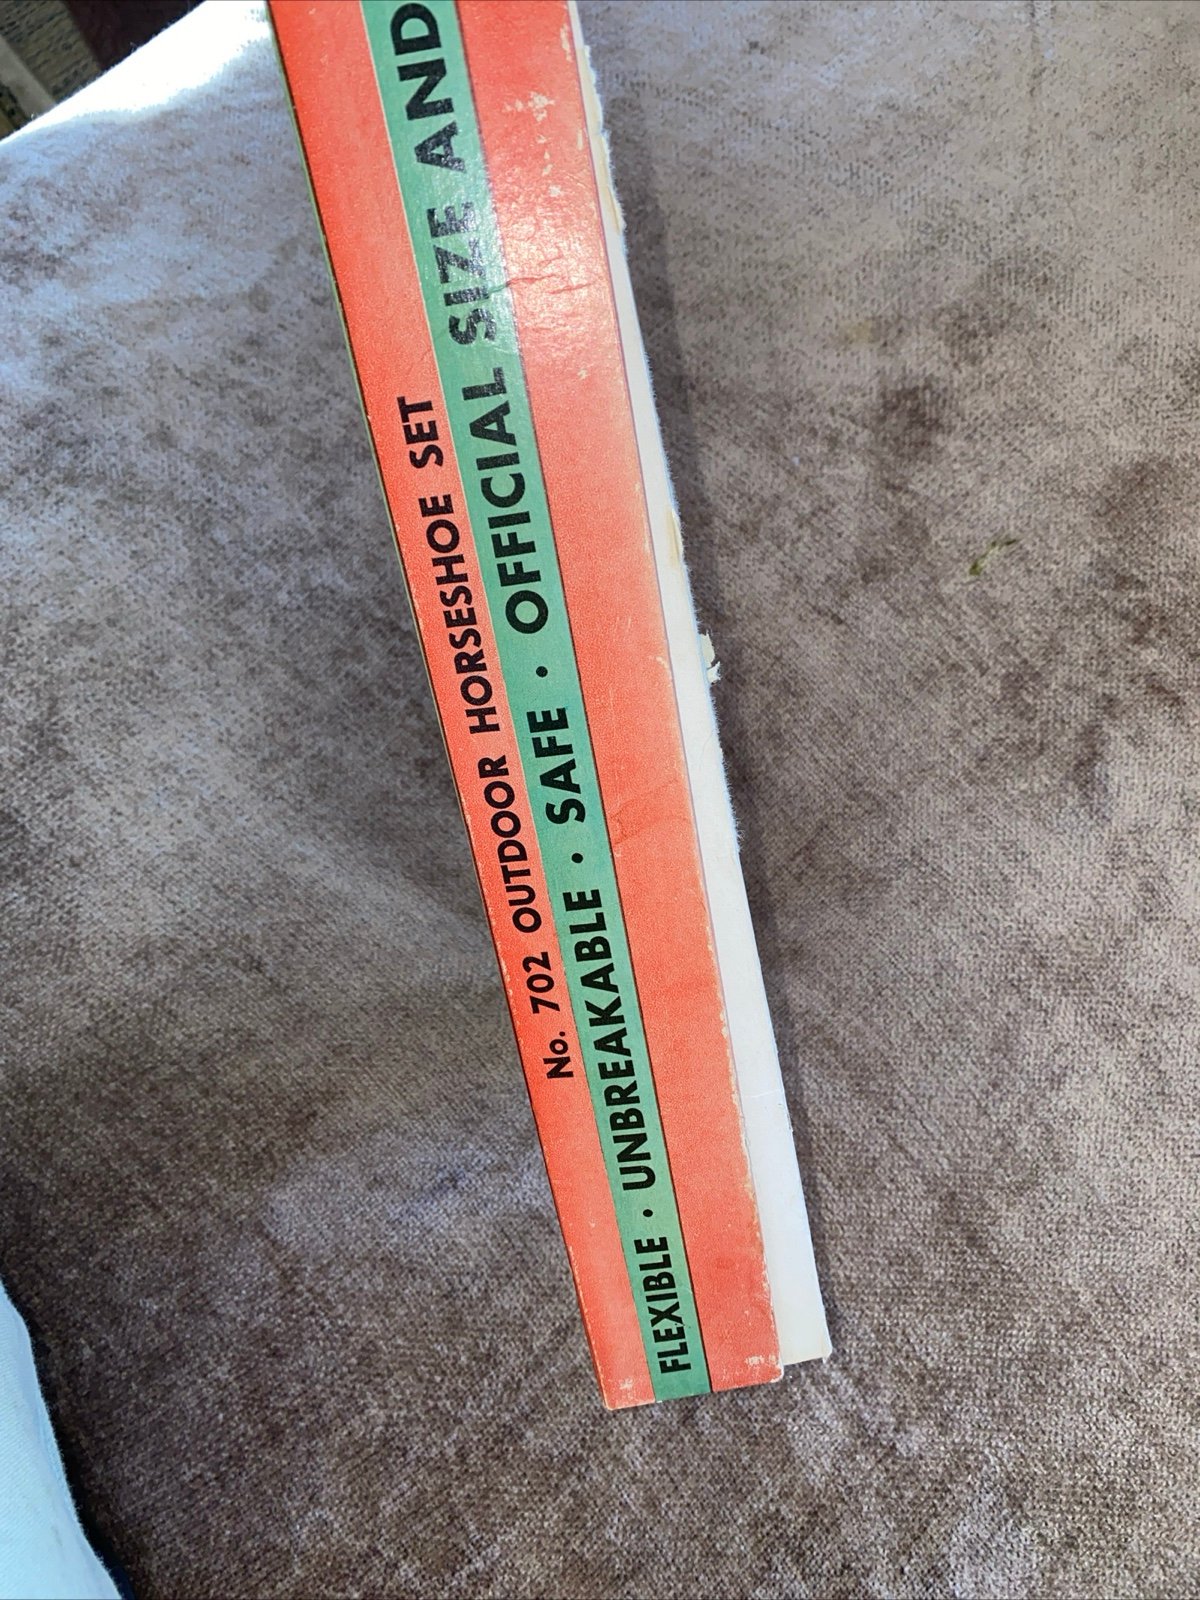 No. 702 OUTDOOR HORSESHOE SET
FLEXIBLE • UNBREAKABLE • SAFE • OFFICIAL SIZE AND